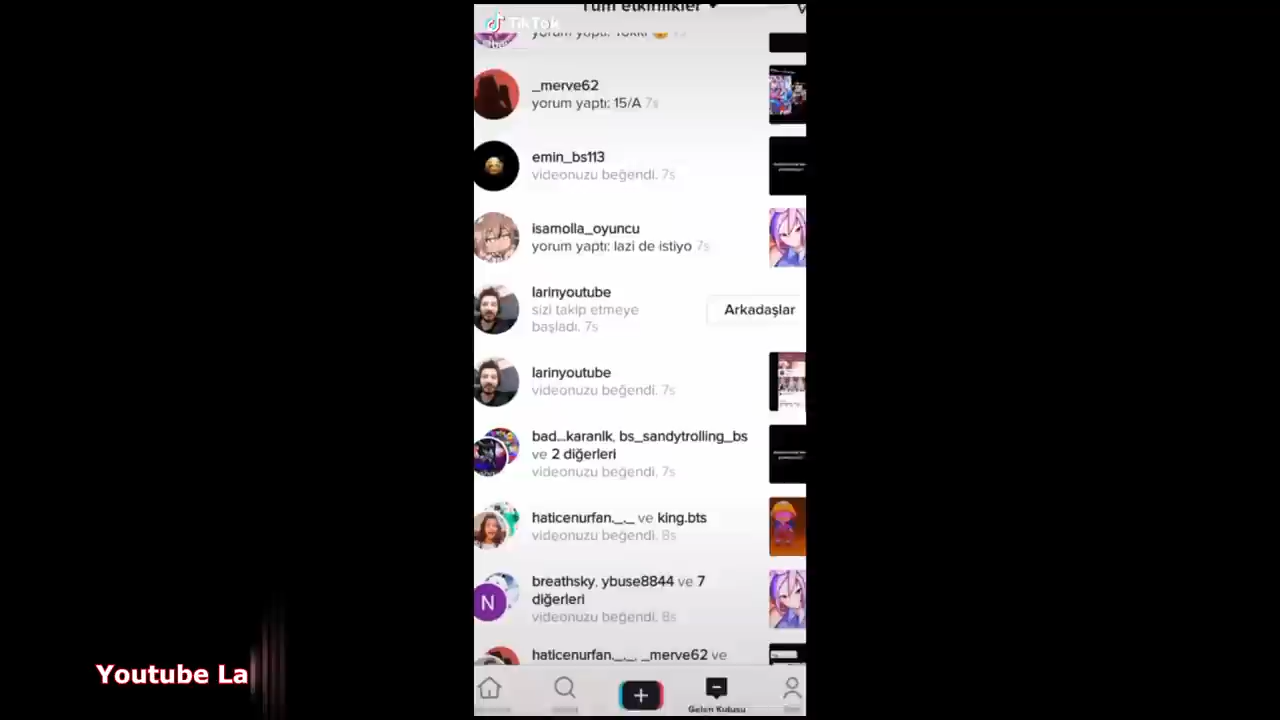 Tüm etkinlikler
TikTok
yorum yaptı:
_merve62
yorum yaptı: 15/A 7s
emin_bs113
videonuzu beğendi. 7s
isamolla_oyuncu
yorum yaptı: lazi de istiyo 7s
larinyoutube
sizi takip etmeye
başladı. 7s
Arkadaşlar
larinyoutube
videonuzu beğendi. 7s
bad...karanlk, bs_sandytrolling_bs
ve 2 diğerleri
videonuzu beğendi. 7s
haticenurfan._._ ve king.bts
videonuzu beğendi. 8s
breathsky, ybuse8844 ve 7
diğerleri
videonuzu beğendi. 8s
N
haticenurfan._._, _merve62 ve
Gelen Kutusu
Youtube La